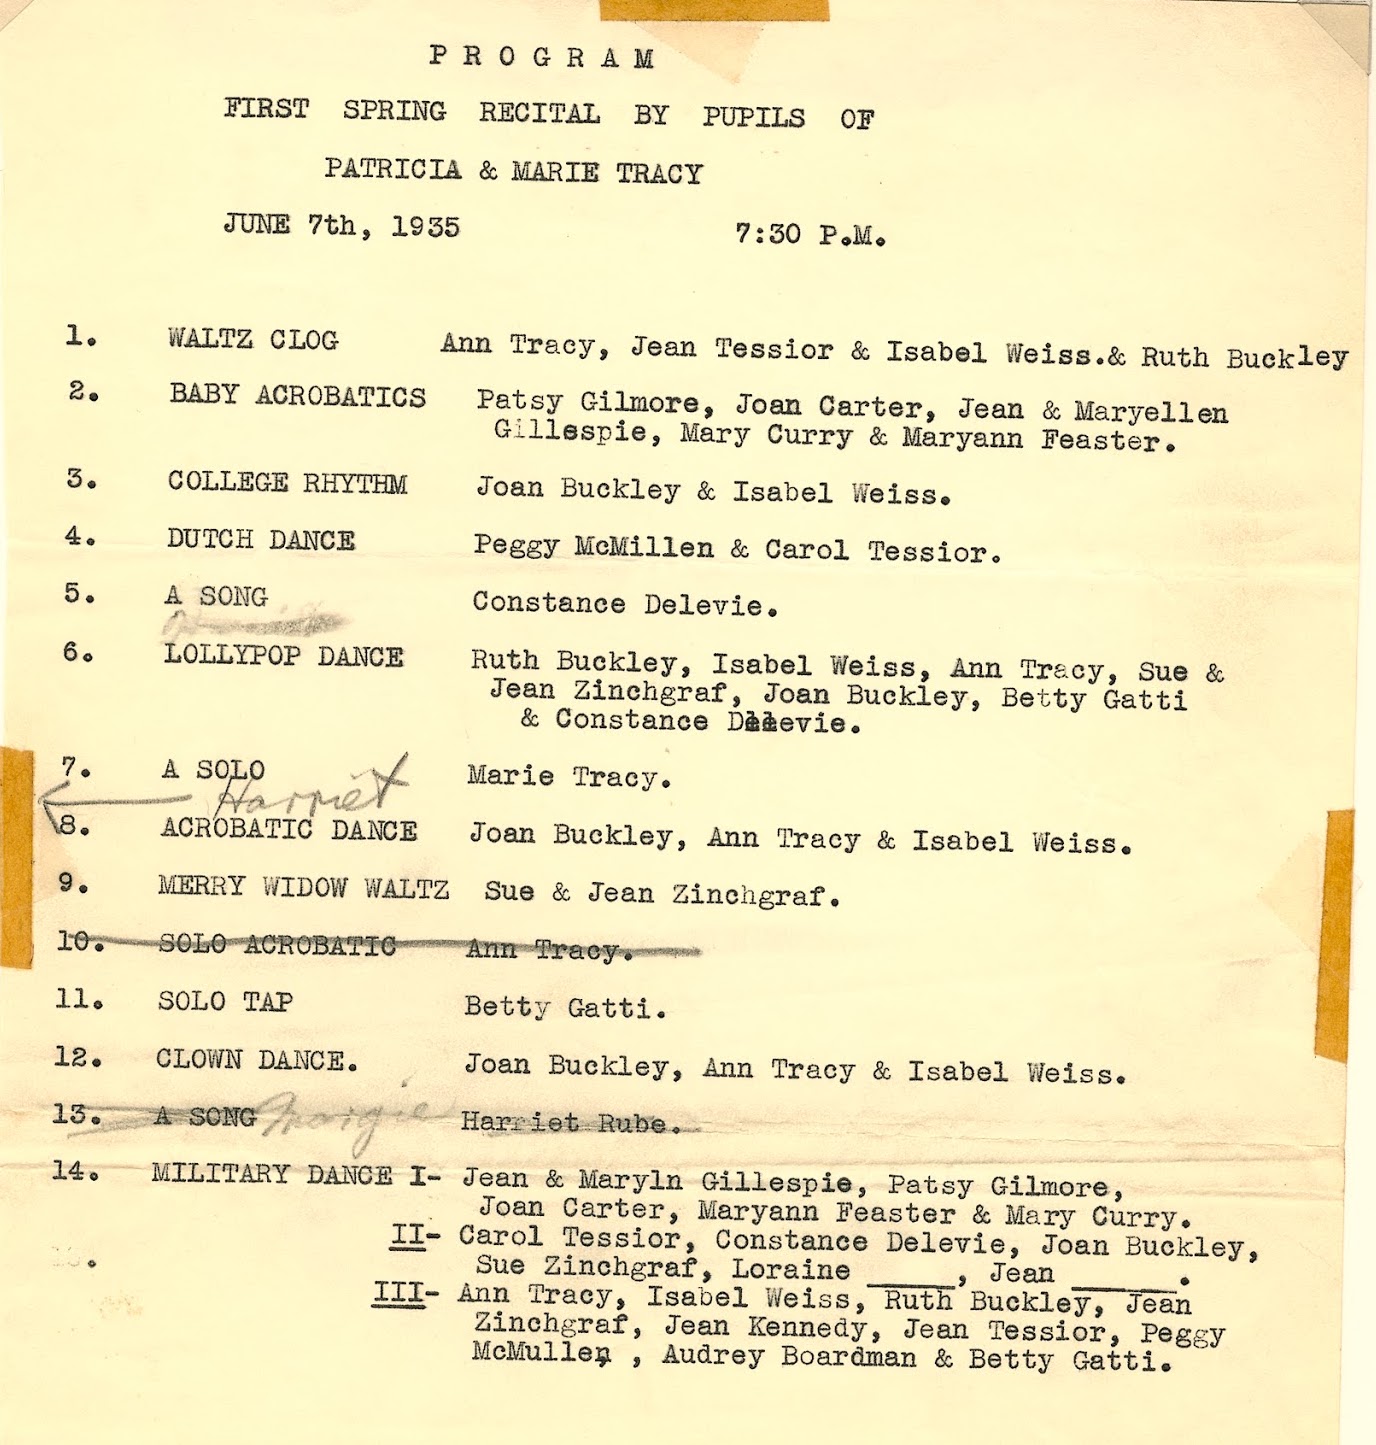 PROGRAM
FIRST SPRING RECITAL BY PUPILS OF
PATRICIA & MARIE TRACY
JUNE 7th, 1935 7:30 P.M.
1. WALTZ CLOG Ann Tracy, Jean Tessior & Isabel Weiss.& Ruth Buckley
2. BABY ACROBATICS Patsy Gilmore, Joan Carter, Jean & Maryellen
Gillespie, Mary Curry & Maryann Feaster.
3. COLLEGE RHYTHM Joan Buckley & Isabel Weiss.
4. DUTCH DANCE Peggy McMillen & Carol Tessior.
5. A SONG Constance Delevie.
6. LOLLYPOP DANCE Ruth Buckley, Isabel Weiss, Ann Tracy, Sue &
Jean Zinchgraf, Joan Buckley, Betty Gatti
& Constance Delevie.
7. A SOLO Marie Tracy.
Harriet
8. ACROBATIC DANCE Joan Buckley, Ann Tracy & Isabel Weiss.
9. MERRY WIDOW WALTZ Sue & Jean Zinchgraf.
10. SOLO ACROBATIC Ann Tracy.
11. SOLO TAP Betty Gatti.
12. CLOWN DANCE. Joan Buckley, Ann Tracy & Isabel Weiss.
13. A SONG Harriet Rube.
14. MILITARY DANCE I- Jean & Maryln Gillespie, Patsy Gilmore,
Joan Carter, Maryann Feaster & Mary Curry.
II- Carol Tessior, Constance Delevie, Joan Buckley,
Sue Zinchgraf, Loraine _____, Jean ______.
III- Ann Tracy, Isabel Weiss, Ruth Buckley, Jean
Zinchgraf, Jean Kennedy, Jean Tessior, Peggy
McMullen, Audrey Boardman & Betty Gatti.